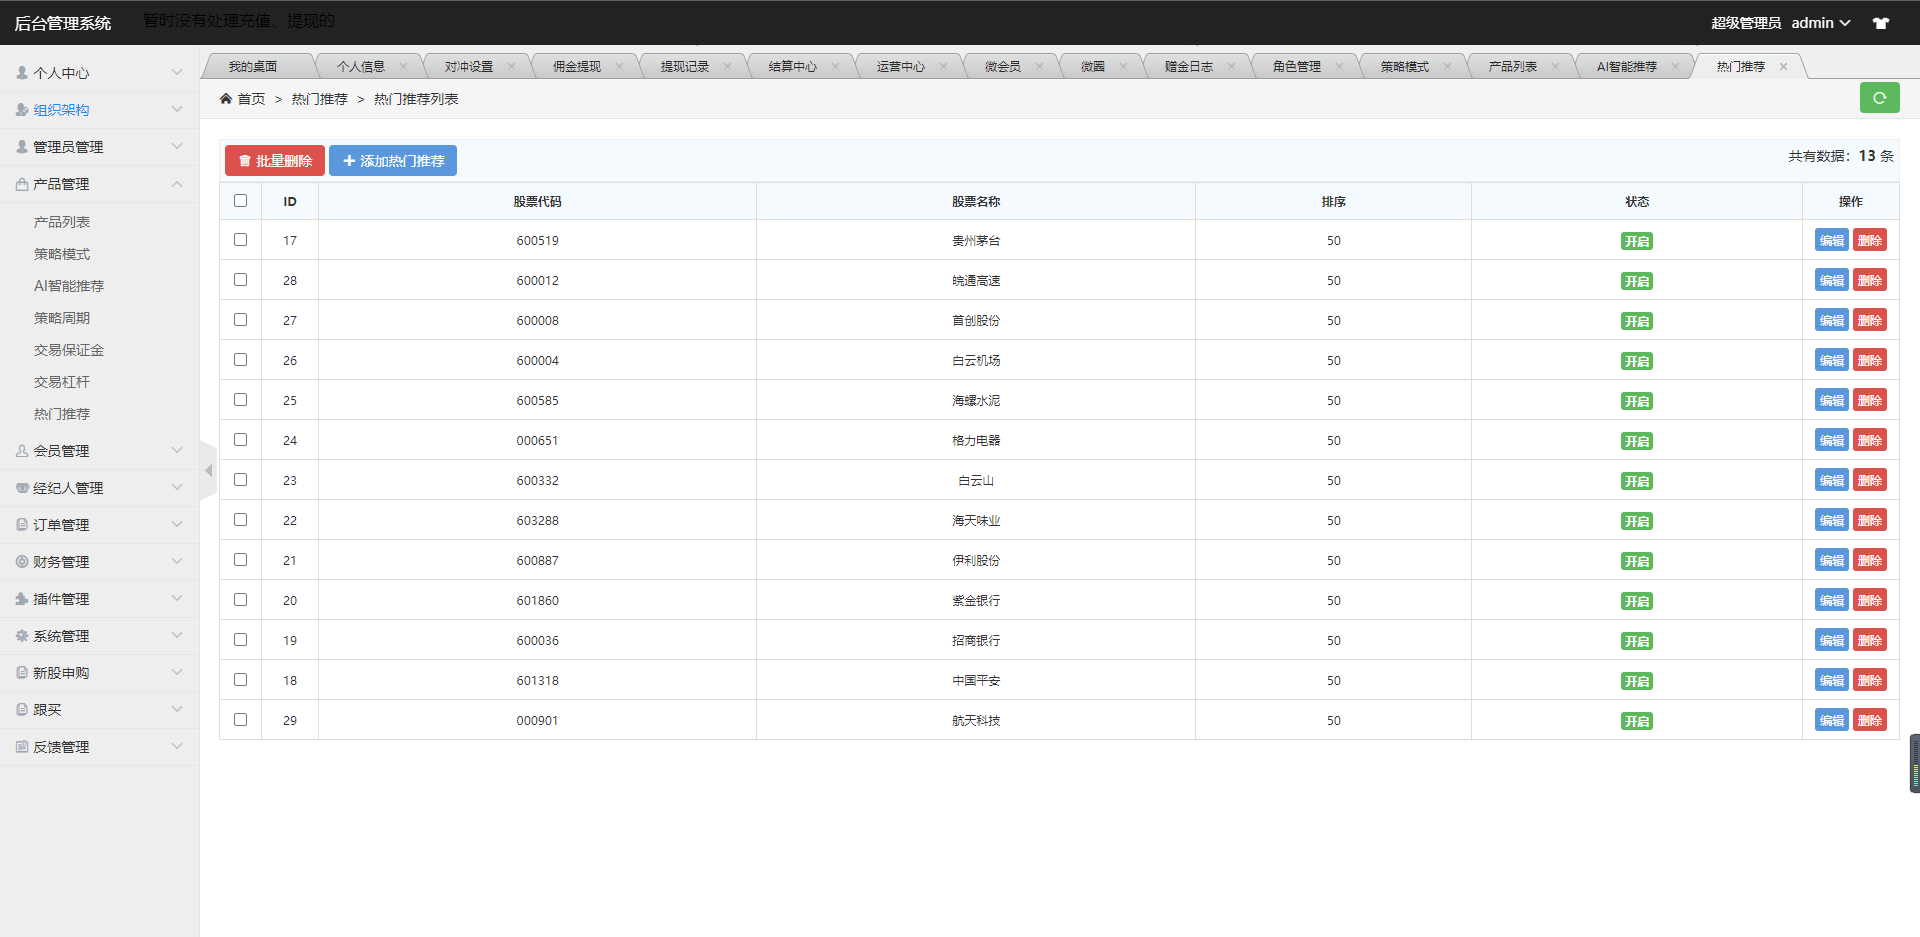 后台管理系统
暂时没有处理充值、提现的
超级管理员 admin
我的桌面 个人信息 对冲设置 佣金提现 提现记录 结算中心 运营中心 微会员 微圈 赠金日志 角色管理 策略模式 产品列表 AI智能推荐 热门推荐
首页 > 热门推荐 > 热门推荐列表
个人中心
组织架构
管理员管理
产品管理
产品列表
策略模式
AI智能推荐
策略周期
交易保证金
交易杠杆
热门推荐
会员管理
经纪人管理
订单管理
财务管理
插件管理
系统管理
新股申购
跟买
反馈管理
批量删除 添加热门推荐
共有数据：13 条
ID 股票代码 股票名称 排序 状态 操作
17 600519 贵州茅台 50 开启 编辑 删除
28 600012 皖通高速 50 开启 编辑 删除
27 600008 首创股份 50 开启 编辑 删除
26 600004 白云机场 50 开启 编辑 删除
25 600585 海螺水泥 50 开启 编辑 删除
24 000651 格力电器 50 开启 编辑 删除
23 600332 白云山 50 开启 编辑 删除
22 603288 海天味业 50 开启 编辑 删除
21 600887 伊利股份 50 开启 编辑 删除
20 601860 紫金银行 50 开启 编辑 删除
19 600036 招商银行 50 开启 编辑 删除
18 601318 中国平安 50 开启 编辑 删除
29 000901 航天科技 50 开启 编辑 删除